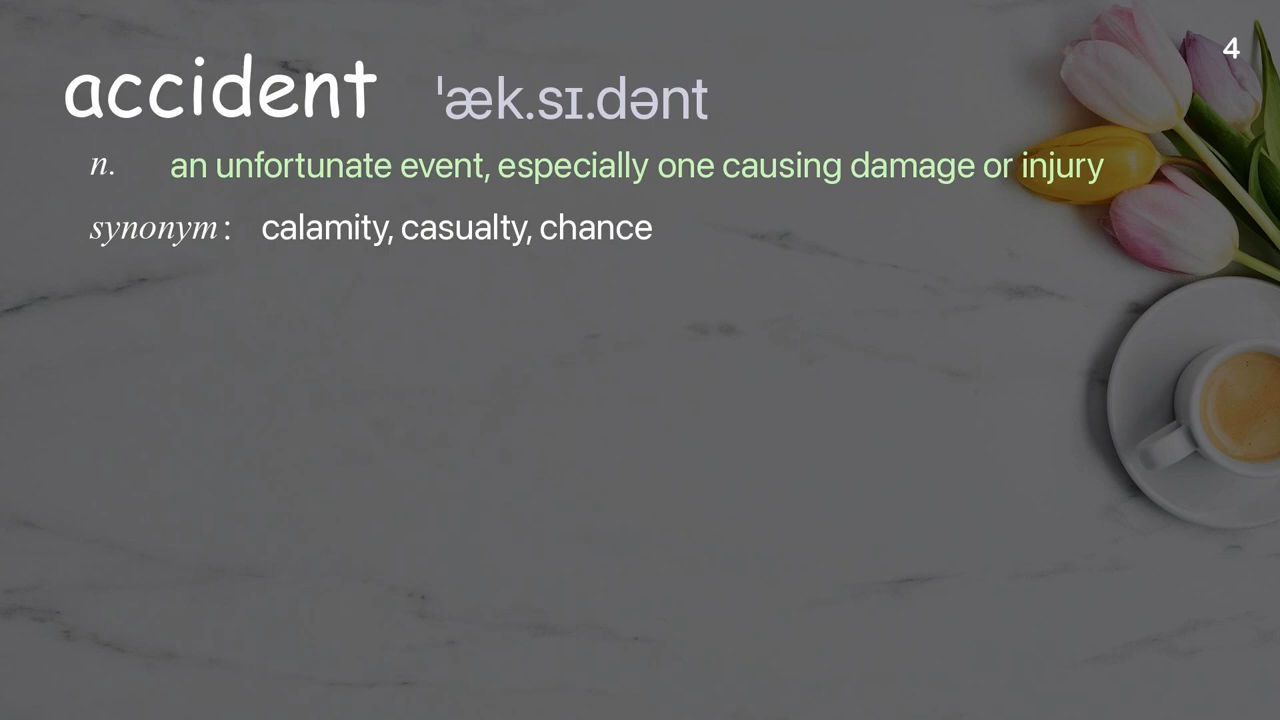 4
accident ˈæk.sɪ.dənt
n. an unfortunate event, especially one causing damage or injury
synonym: calamity, casualty, chance